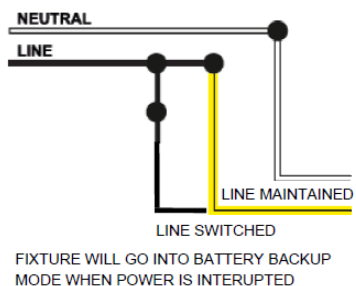 NEUTRAL
LINE
LINE MAINTAINED
LINE SWITCHED
FIXTURE WILL GO INTO BATTERY BACKUP
MODE WHEN POWER IS INTERUPTED